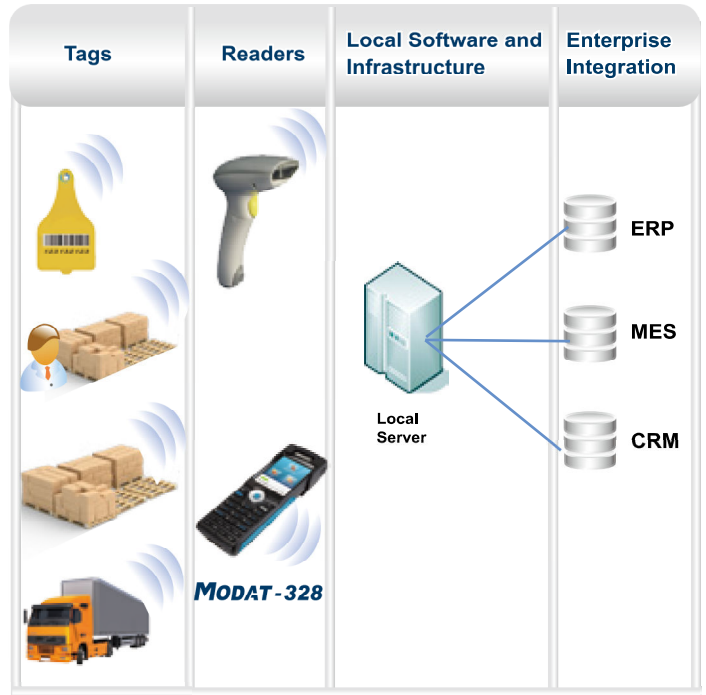 Tags
Readers
Local Software and
Infrastructure
Enterprise
Integration
ERP
MES
CRM
Local
Server
MODAT-328